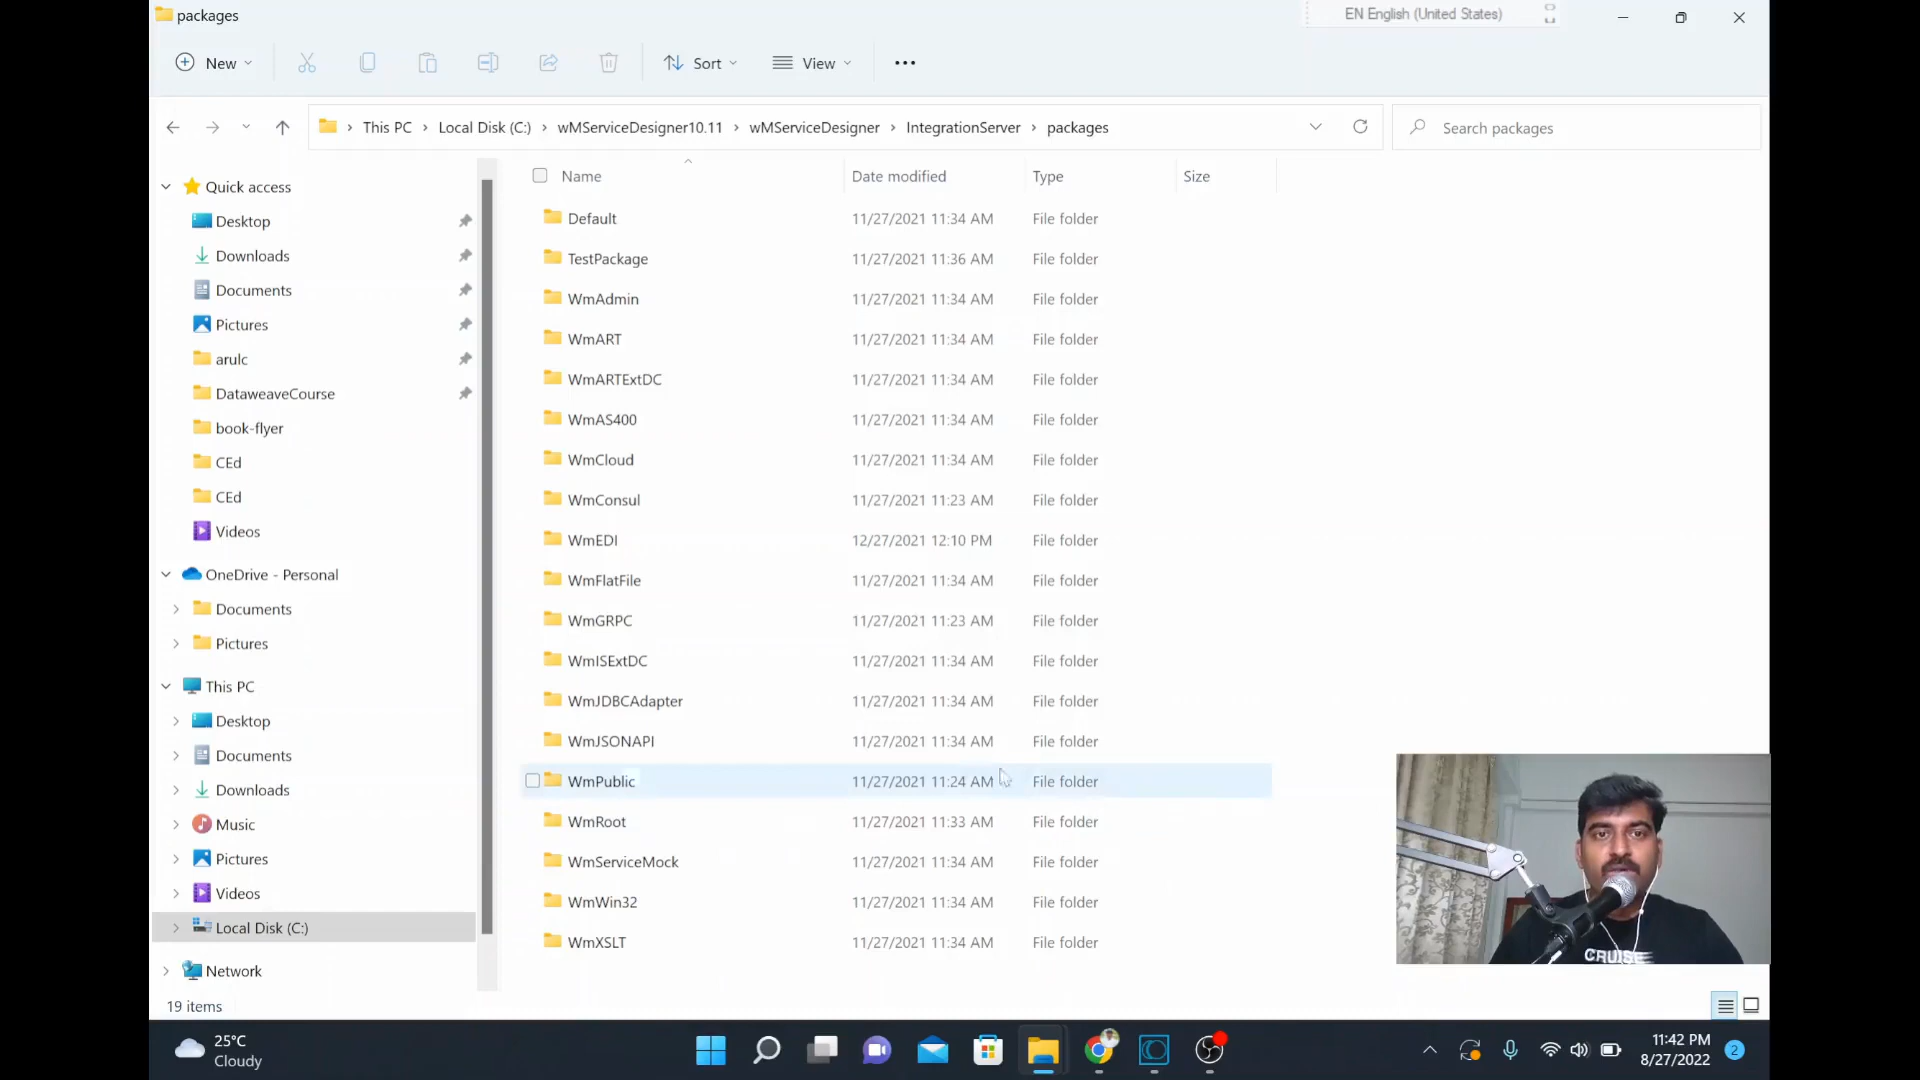 packages
EN English (United States)
New
Sort
View
This PC
Local Disk (C:)
wMServiceDesigner10.11
wMServiceDesigner
IntegrationServer
packages
Search packages
Quick access
Desktop
Downloads
Documents
Pictures
arulc
DataweaveCourse
book-flyer
CEd
CEd
Videos
OneDrive - Personal
Documents
Pictures
This PC
Desktop
Documents
Downloads
Music
Pictures
Videos
Local Disk (C:)
Network
Name Date modified Type Size
Default 11/27/2021 11:34 AM File folder
TestPackage 11/27/2021 11:36 AM File folder
WmAdmin 11/27/2021 11:34 AM File folder
WmART 11/27/2021 11:34 AM File folder
WmARTExtDC 11/27/2021 11:34 AM File folder
WmAS400 11/27/2021 11:34 AM File folder
WmCloud 11/27/2021 11:34 AM File folder
WmConsul 11/27/2021 11:23 AM File folder
WmEDI 12/27/2021 12:10 PM File folder
WmFlatFile 11/27/2021 11:34 AM File folder
WmGRPC 11/27/2021 11:23 AM File folder
WmISExtDC 11/27/2021 11:34 AM File folder
WmJDBCAdapter 11/27/2021 11:34 AM File folder
WmJSONAPI 11/27/2021 11:34 AM File folder
WmPublic 11/27/2021 11:24 AM File folder
WmRoot 11/27/2021 11:33 AM File folder
WmServiceMock 11/27/2021 11:34 AM File folder
WmWin32 11/27/2021 11:34 AM File folder
WmXSLT 11/27/2021 11:34 AM File folder
CRUISE
19 items
25°C
Cloudy
11:42 PM
8/27/2022
2